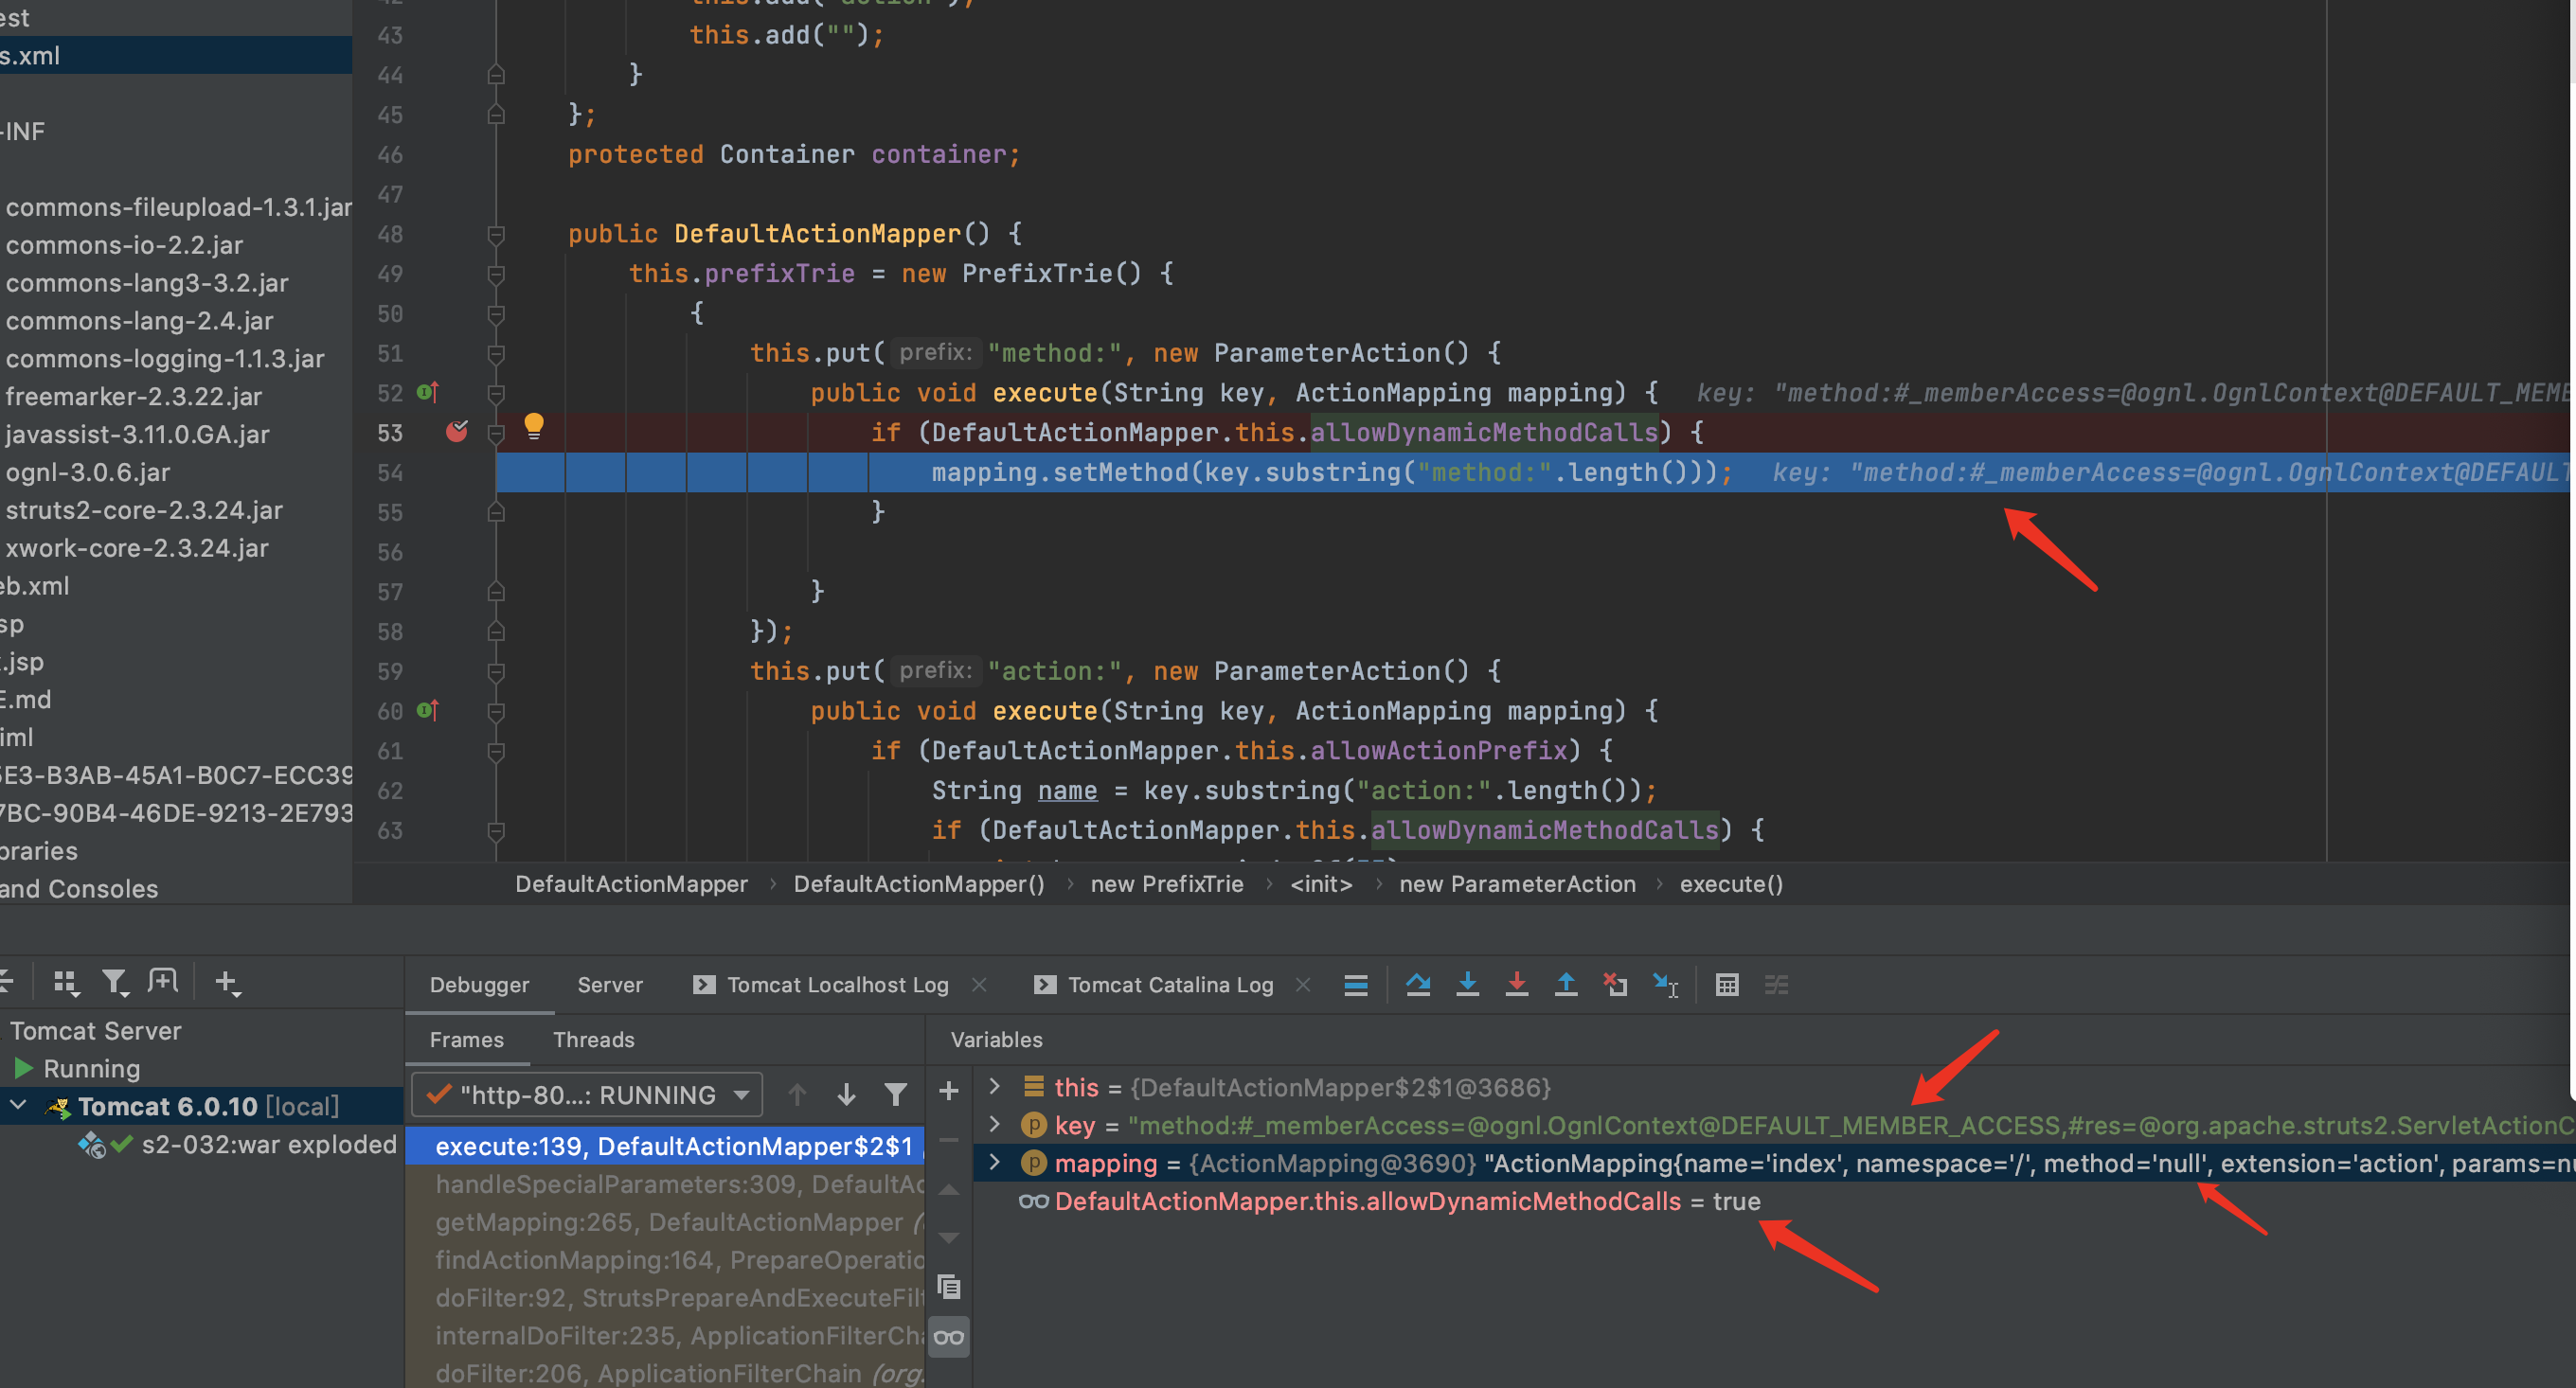 est
s.xml
-INF
commons-fileupload-1.3.1.jar
commons-io-2.2.jar
commons-lang3-3.2.jar
commons-lang-2.4.jar
commons-logging-1.1.3.jar
freemarker-2.3.22.jar
javassist-3.11.0.GA.jar
ognl-3.0.6.jar
struts2-core-2.3.24.jar
xwork-core-2.3.24.jar
eb.xml
sp
.jsp
E.md
iml
5E3-B3AB-45A1-B0C7-ECC39
7BC-90B4-46DE-9213-2E793
braries
and Consoles
42 this.add("action");
43 this.add("");
44 }
45 };
46 protected Container container;
47
48 public DefaultActionMapper() {
49 this.prefixTrie = new PrefixTrie() {
50 {
51 this.put( prefix: "method:", new ParameterAction() {
52 public void execute(String key, ActionMapping mapping) { key: "method:#_memberAccess=@ognl.OgnlContext@DEFAULT_MEMB
53 if (DefaultActionMapper.this.allowDynamicMethodCalls) {
54 mapping.setMethod(key.substring("method:".length())); key: "method:#_memberAccess=@ognl.OgnlContext@DEFAULT
55 }
56
57 }
58 });
59 this.put( prefix: "action:", new ParameterAction() {
60 public void execute(String key, ActionMapping mapping) {
61 if (DefaultActionMapper.this.allowActionPrefix) {
62 String name = key.substring("action:".length());
63 if (DefaultActionMapper.this.allowDynamicMethodCalls) {
DefaultActionMapper › DefaultActionMapper() › new PrefixTrie › <init> › new ParameterAction › execute()
Debugger Server Tomcat Localhost Log Tomcat Catalina Log
Tomcat Server
Running
Tomcat 6.0.10 [local]
s2-032:war exploded
Frames Threads
"http-80...: RUNNING
execute:139, DefaultActionMapper$2$1
handleSpecialParameters:309, DefaultAc
getMapping:265, DefaultActionMapper (
findActionMapping:164, PrepareOperatio
doFilter:92, StrutsPrepareAndExecuteFilt
internalDoFilter:235, ApplicationFilterCha
doFilter:206, ApplicationFilterChain (org.
Variables
this = {DefaultActionMapper$2$1@3686}
key = "method:#_memberAccess=@ognl.OgnlContext@DEFAULT_MEMBER_ACCESS,#res=@org.apache.struts2.ServletActionC
mapping = {ActionMapping@3690} "ActionMapping{name='index', namespace='/', method='null', extension='action', params=nu
DefaultActionMapper.this.allowDynamicMethodCalls = true